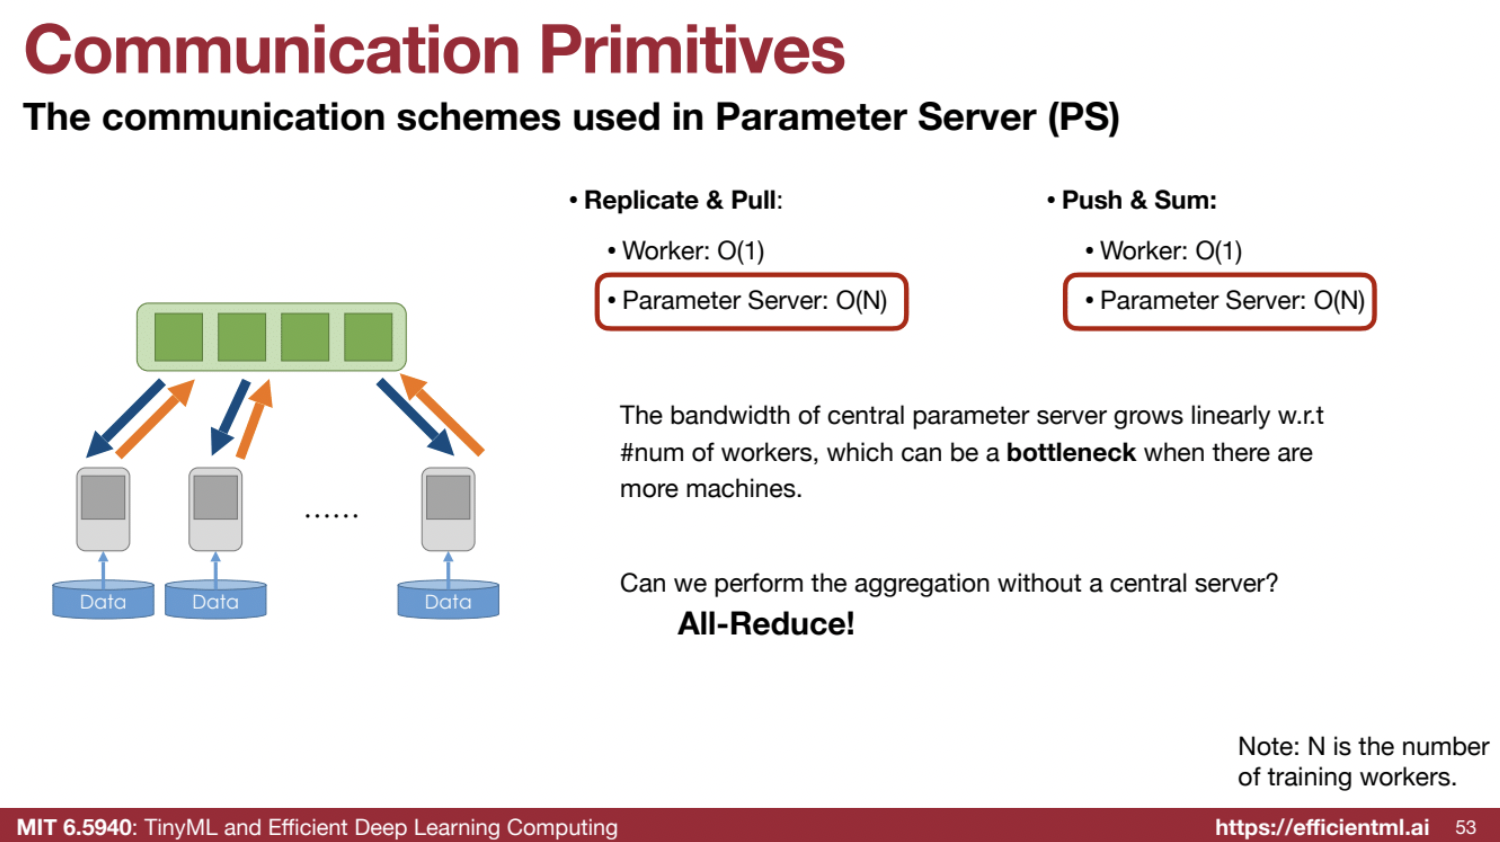 Communication Primitives
The communication schemes used in Parameter Server (PS)
• Replicate & Pull:
• Worker: O(1)
• Parameter Server: O(N)
• Push & Sum:
• Worker: O(1)
• Parameter Server: O(N)
The bandwidth of central parameter server grows linearly w.r.t
#num of workers, which can be a bottleneck when there are
more machines.
......
Data
Data
Data
Can we perform the aggregation without a central server?
All-Reduce!
Note: N is the number
of training workers.
MIT 6.5940: TinyML and Efficient Deep Learning Computing
https://efficientml.ai
53